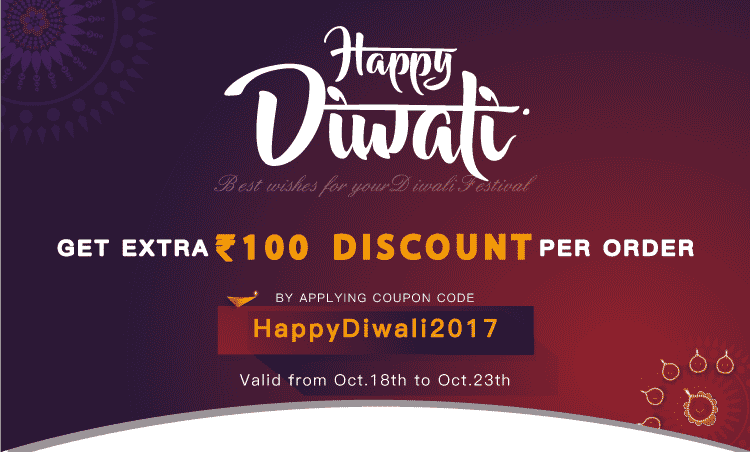 Happy
Diwali
Best wishes for your Diwali Festival
GET EXTRA ₹100 DISCOUNT PER ORDER
BY APPLYING COUPON CODE
HappyDiwali2017
Valid from Oct.18th to Oct.23th